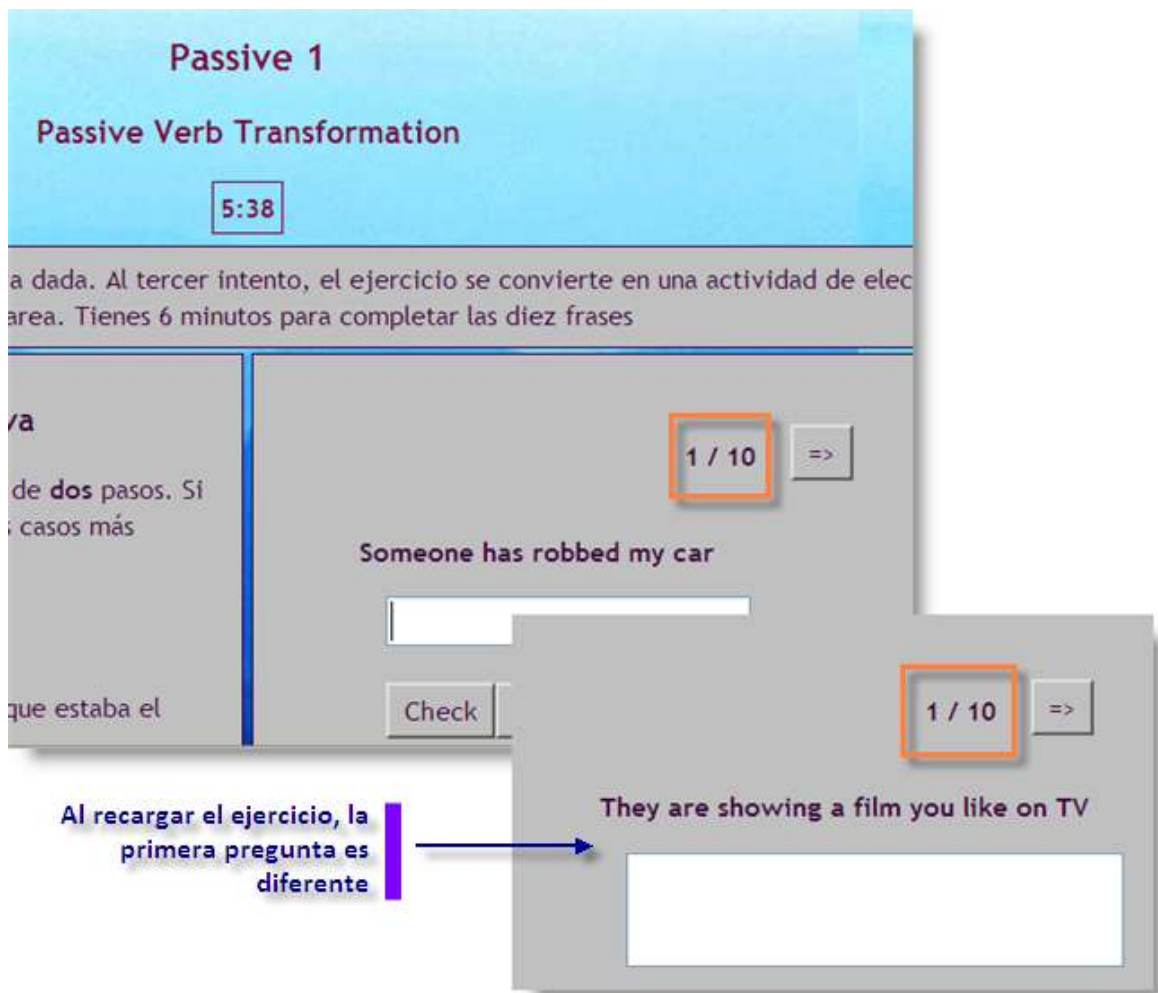 Passive 1
Passive Verb Transformation
5:38
a dada. Al tercer intento, el ejercicio se convierte en una actividad de elec
area. Tienes 6 minutos para completar las diez frases
va
de dos pasos. Si
casos más
que estaba el
1 / 10 =>
Someone has robbed my car
Check
1 / 10 =>
They are showing a film you like on TV
Al recargar el ejercicio, la
primera pregunta es
diferente